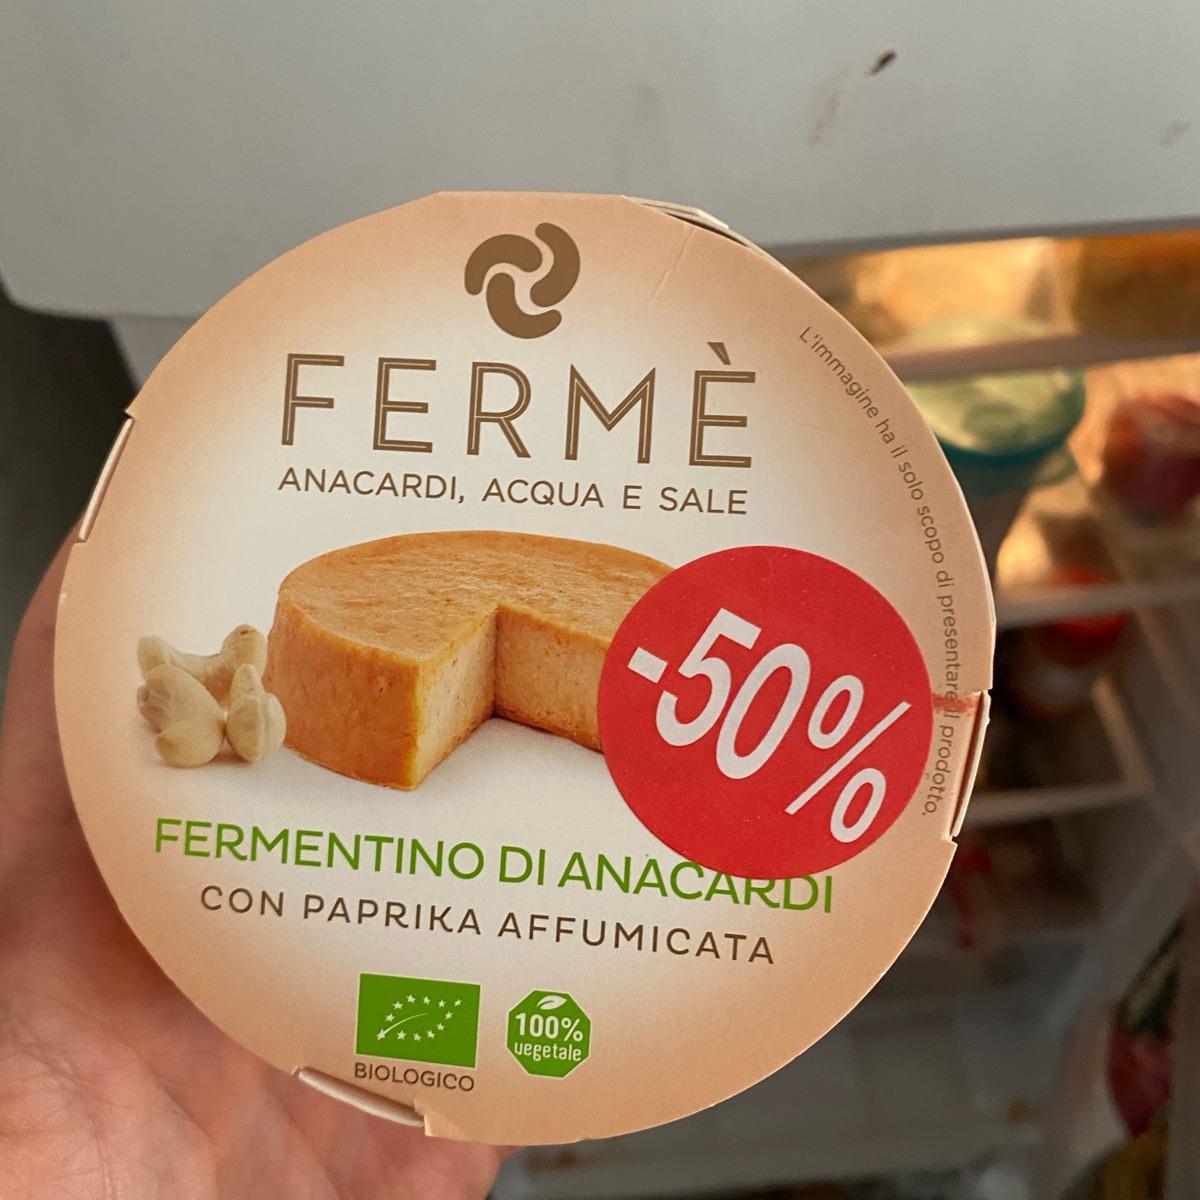 FERMÈ
ANACARDI, ACQUA E SALE
L'immagine ha il solo scopo di presentare il prodotto.
-50%
FERMENTINO DI ANACARDI
CON PAPRIKA AFFUMICATA
100%
vegetale
BIOLOGICO